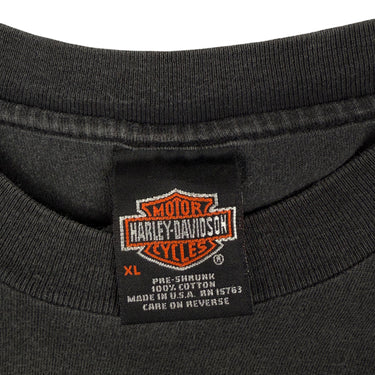 MOTOR
HARLEY-DAVIDSON
CYCLES
®
XL
PRE-SHRUNK
100% COTTON
MADE IN U.S.A. RN 15763
CARE ON REVERSE